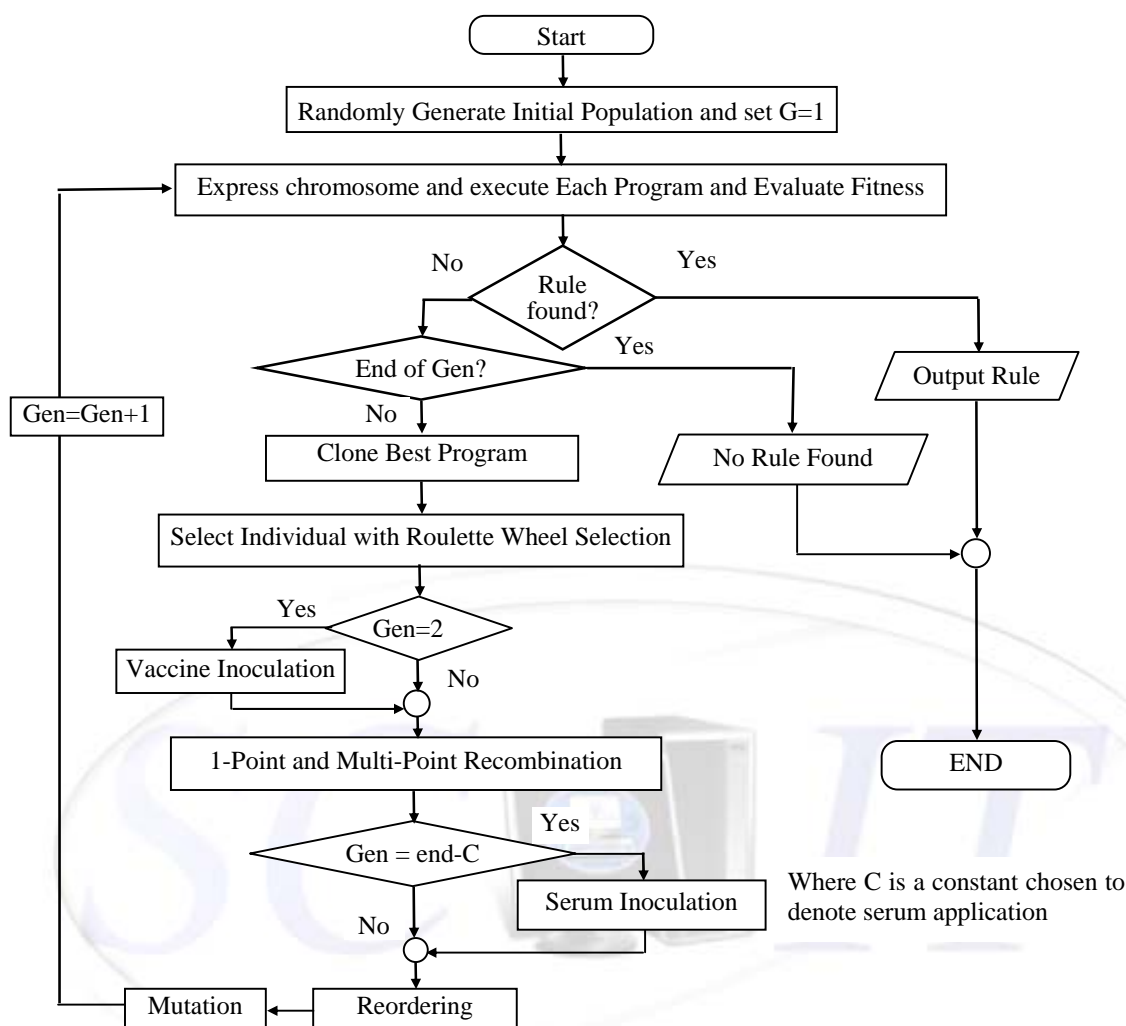 Start
Randomly Generate Initial Population and set G=1
Express chromosome and execute Each Program and Evaluate Fitness
No
Yes
Rule
found?
Yes
End of Gen?
Output Rule
Gen=Gen+1
No
Clone Best Program
No Rule Found
Select Individual with Roulette Wheel Selection
Yes
Gen=2
Vaccine Inoculation
No
1-Point and Multi-Point Recombination
END
Yes
Gen = end-C
Serum Inoculation
Where C is a constant chosen to
denote serum application
No
Mutation
Reordering
SC IT